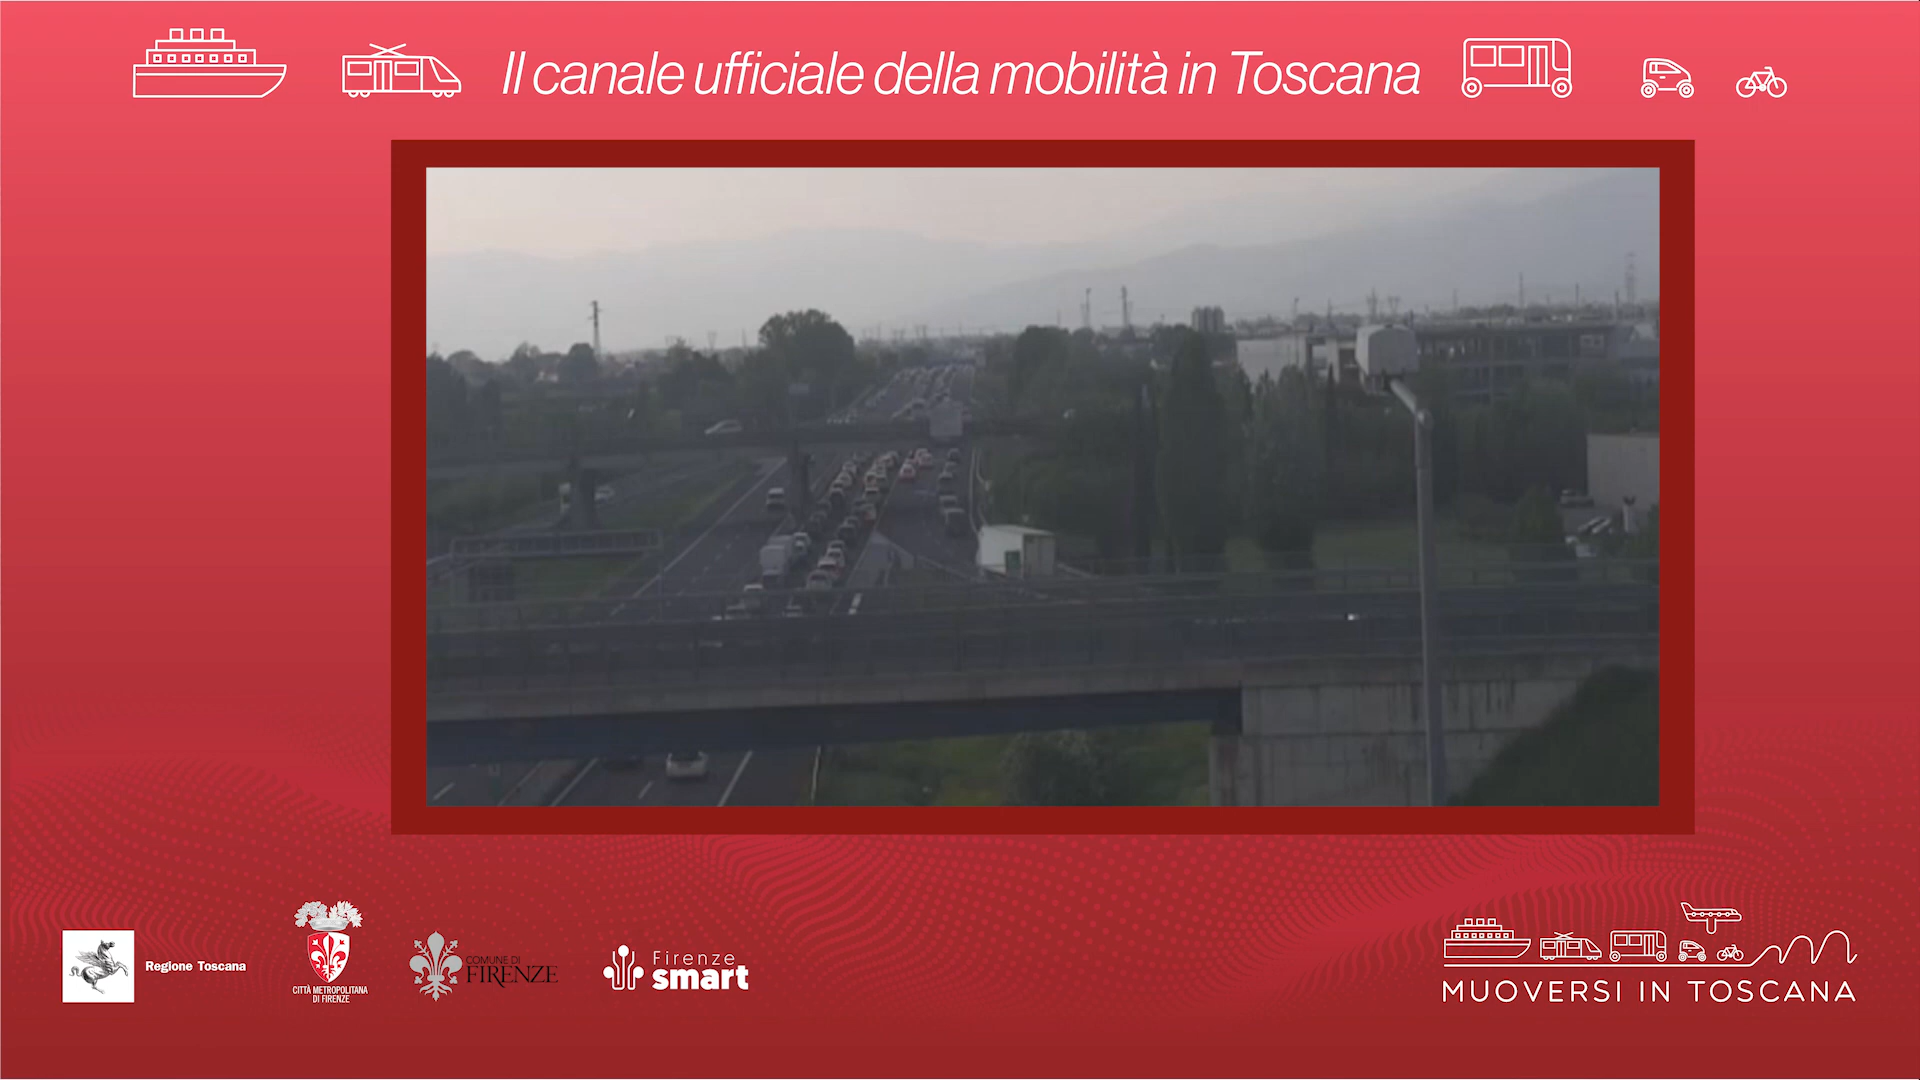 Il canale ufficiale della mobilità in Toscana
Regione Toscana
CITTÀ METROPOLITANA
DI FIRENZE
COMUNE DI
FIRENZE
Firenze
smart
MUOVERSI IN TOSCANA